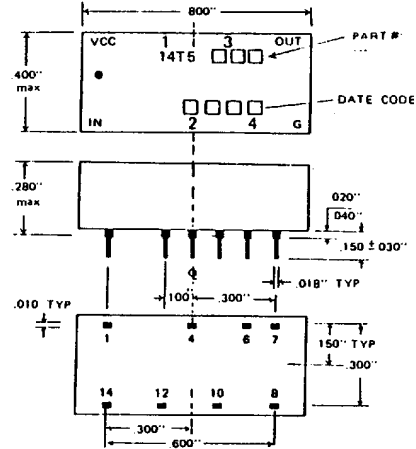 .800"
VCC 1 3 OUT
PART#
...
14T5
.400"
max
DATE CODE
IN 2 4 G
.280"
max
.020"
.040"
.150 ± .030"
.018" TYP
.100" .300"
.010 TYP
1 4 6 7
.150" TYP
.300"
14 12 10 8
.300"
.600"